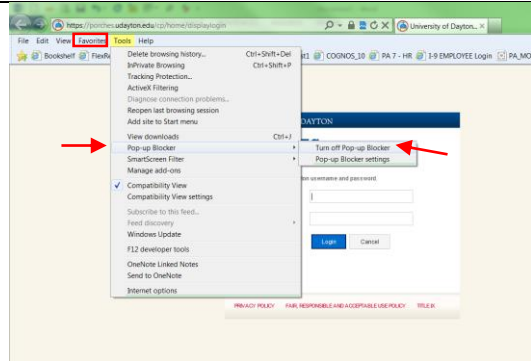 https://porches.udayton.edu/cp/home/displaylogin
University of Dayton...
File Edit View Favorites Tools Help
Bookshelf
COGNOS_10 PA 7 - HR I-9 EMPLOYEE Login
Delete browsing history... Ctrl+Shift+Del
InPrivate Browsing Ctrl+Shift+P
Tracking Protection...
ActiveX Filtering
Diagnose connection problems...
Reopen last browsing session
Add site to Start menu
DAYTON
View downloads Ctrl+J
Pop-up Blocker
Turn off Pop-up Blocker
SmartScreen Filter
Pop-up Blocker settings
Manage add-ons
Compatibility View
username and password
Compatibility View settings
Subscribe to this feed...
Feed discovery
Windows Update
F12 developer tools
Login Cancel
OneNote Linked Notes
Send to OneNote
Internet options
PRIVACY POLICY FAIR, RESPONSIBLE AND ACCEPTABLE USE POLICY TITLE IX